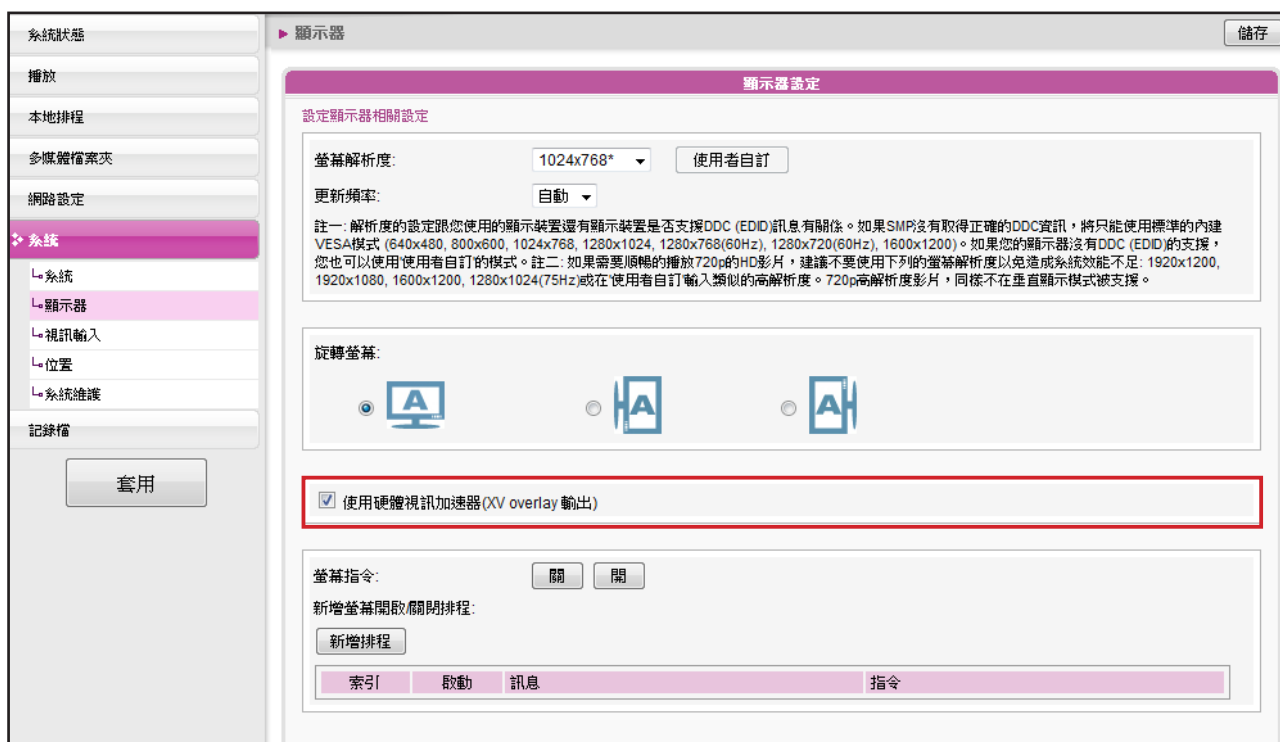 系統狀態
播放
本地排程
多媒體檔案夾
網路設定
系統
系統
顯示器
視訊輸入
位置
系統維護
記錄檔
套用
顯示器
儲存
顯示器設定
設定顯示器相關設定
螢幕解析度: 1024x768* 使用者自訂
更新頻率: 自動
註一: 解析度的設定跟您使用的顯示裝置還有顯示裝置是否支援DDC (EDID)訊息有關係。如果SMP沒有取得正確的DDC資訊，將只能使用標準的內建
VESA模式 (640x480, 800x600, 1024x768, 1280x1024, 1280x768(60Hz), 1280x720(60Hz), 1600x1200)。如果您的顯示器沒有DDC (EDID)的支援，
您也可以使用'使用者自訂'的模式。註二: 如果需要順暢的播放720p的HD影片，建議不要使用下列的螢幕解析度以免造成系統效能不足: 1920x1200,
1920x1080, 1600x1200, 1280x1024(75Hz)或在'使用者自訂'輸入類似的高解析度。720p高解析度影片，同樣不在垂直顯示模式被支援。
旋轉螢幕:
A A A
使用硬體視訊加速器(XV overlay 輸出)
螢幕指令: 關 開
新增螢幕開啟/關閉排程:
新增排程
索引 啟動 訊息 指令